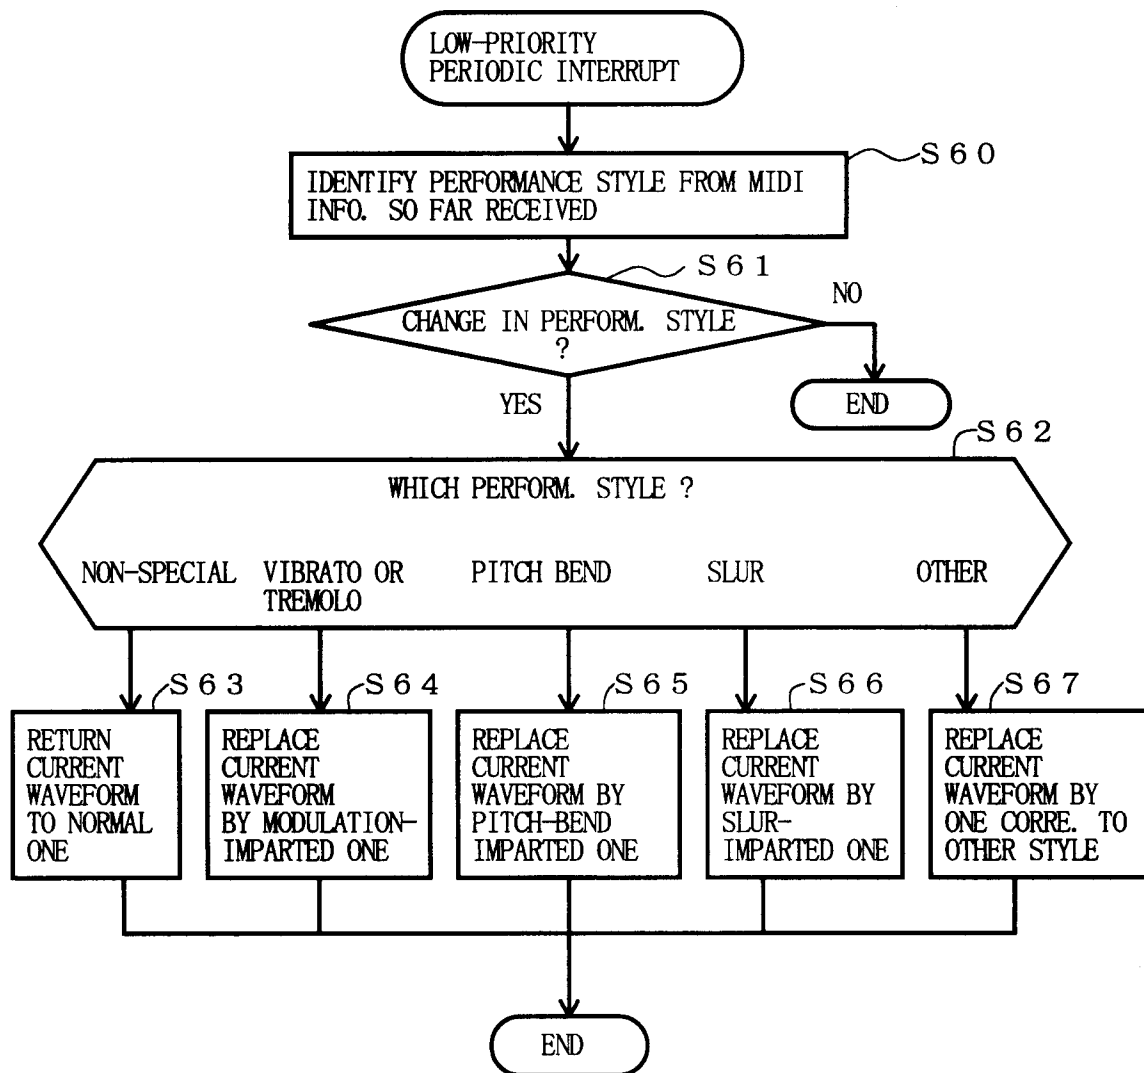 LOW-PRIORITY
PERIODIC INTERRUPT
S60
IDENTIFY PERFORMANCE STYLE FROM MIDI
INFO. SO FAR RECEIVED
S61
NO
CHANGE IN PERFORM. STYLE
?
YES
END
S62
WHICH PERFORM. STYLE ?
NON-SPECIAL
VIBRATO OR
TREMOLO
PITCH BEND
SLUR
OTHER
S63
RETURN
CURRENT
WAVEFORM
TO NORMAL
ONE
S64
REPLACE
CURRENT
WAVEFORM
BY MODULATION-
IMPARTED ONE
S65
REPLACE
CURRENT
WAVEFORM BY
PITCH-BEND
IMPARTED ONE
S66
REPLACE
CURRENT
WAVEFORM BY
SLUR-
IMPARTED ONE
S67
REPLACE
CURRENT
WAVEFORM BY
ONE CORRE. TO
OTHER STYLE
END